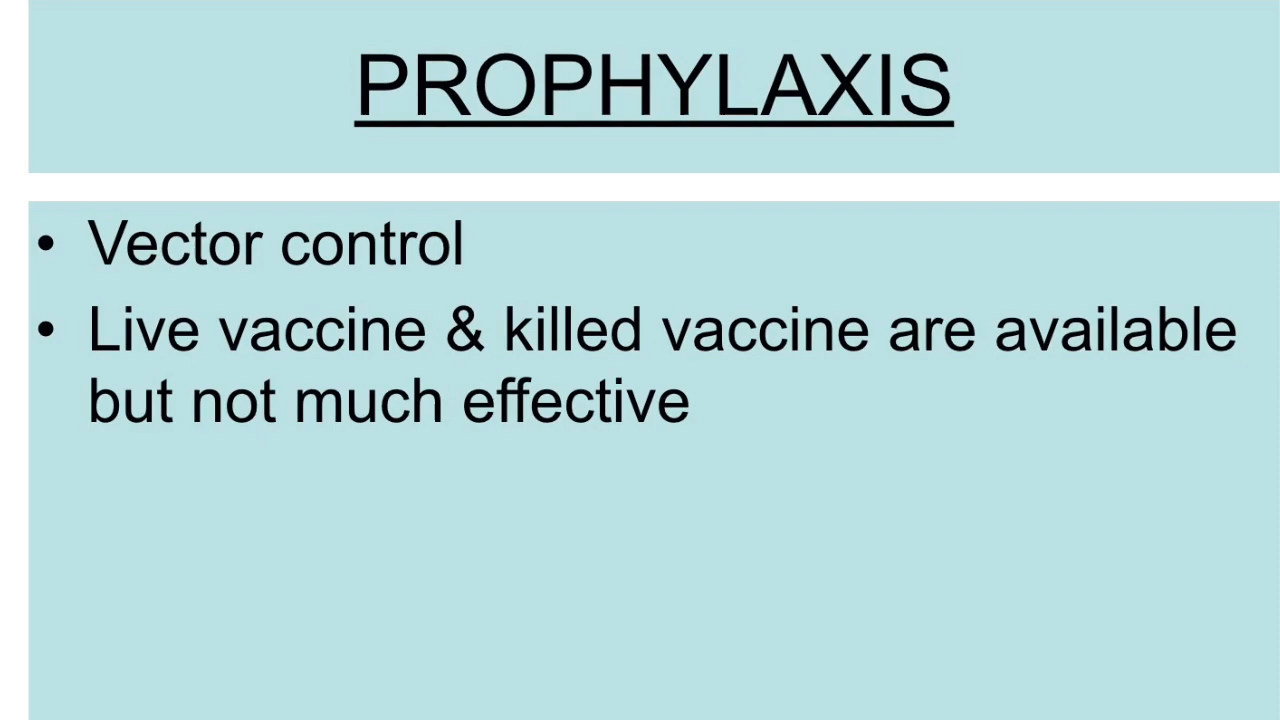 PROPHYLAXIS
• Vector control
• Live vaccine & killed vaccine are available
but not much effective